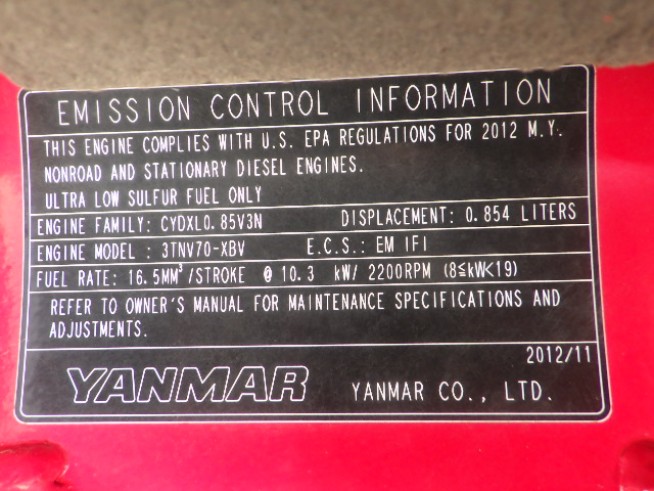 EMISSION CONTROL INFORMATION
THIS ENGINE COMPLIES WITH U.S. EPA REGULATIONS FOR 2012 M.Y.
NONROAD AND STATIONARY DIESEL ENGINES.
ULTRA LOW SULFUR FUEL ONLY
ENGINE FAMILY: CYDXL0.85V3N DISPLACEMENT: 0.854 LITERS
ENGINE MODEL : 3TNV70-XBV E.C.S.: EM IFI
FUEL RATE: 16.5MM³/STROKE @ 10.3 kW/ 2200RPM (8≦kW<19)
REFER TO OWNER'S MANUAL FOR MAINTENANCE SPECIFICATIONS AND
ADJUSTMENTS.
2012/11
YANMAR YANMAR CO., LTD.